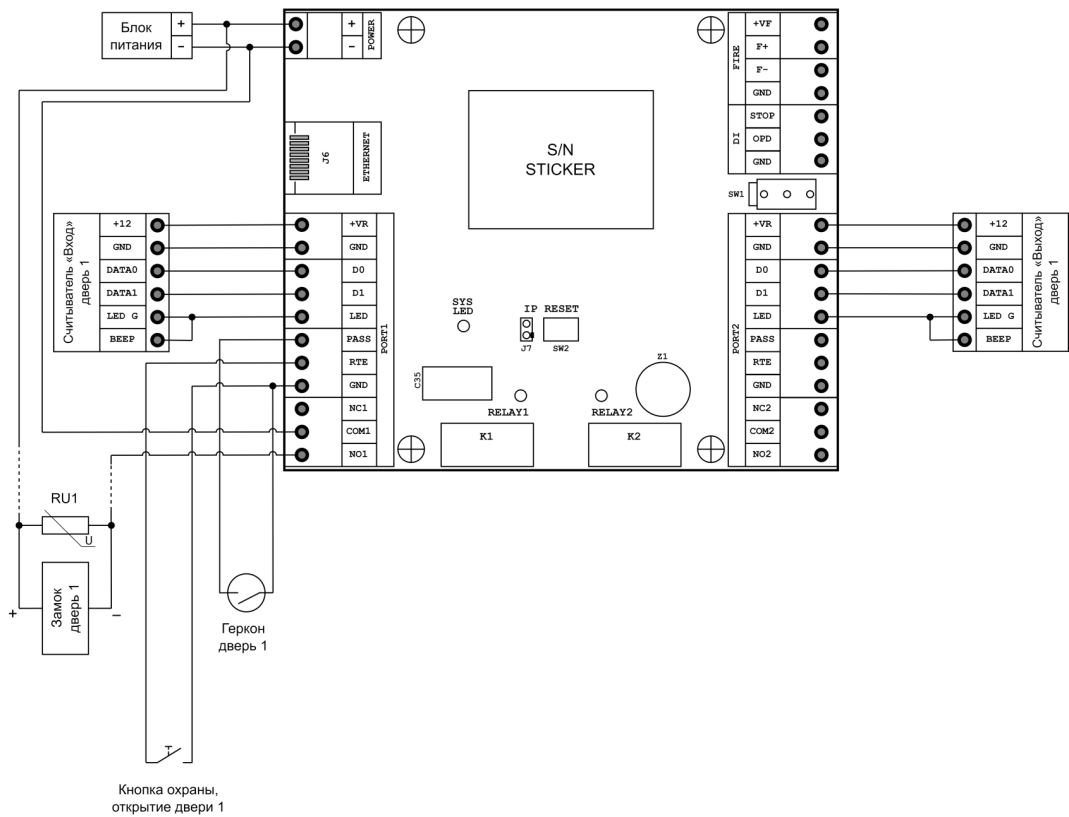 Блок
питания
+
-
+
-
POWER
J6
ETHERNET
S/N
STICKER
FIRE
+VF
F+
F-
GND
DI
STOP
OPD
GND
SW1
Считыватель «Вход»
дверь 1
+12
GND
DATA0
DATA1
LED G
BEEP
+VR
GND
D0
D1
LED
PASS
RTE
GND
NC1
COM1
NO1
PORT1
SYS
LED
IP RESET
J7
SW2
C35
Z1
RELAY1
RELAY2
K1
K2
PORT2
+VR
GND
D0
D1
LED
PASS
RTE
GND
NC2
COM2
NO2
+12
GND
DATA0
DATA1
LED G
BEEP
Считыватель «Выход»
дверь 1
RU1
U
+
Замок
дверь 1
–
Геркон
дверь 1
Кнопка охраны,
открытие двери 1